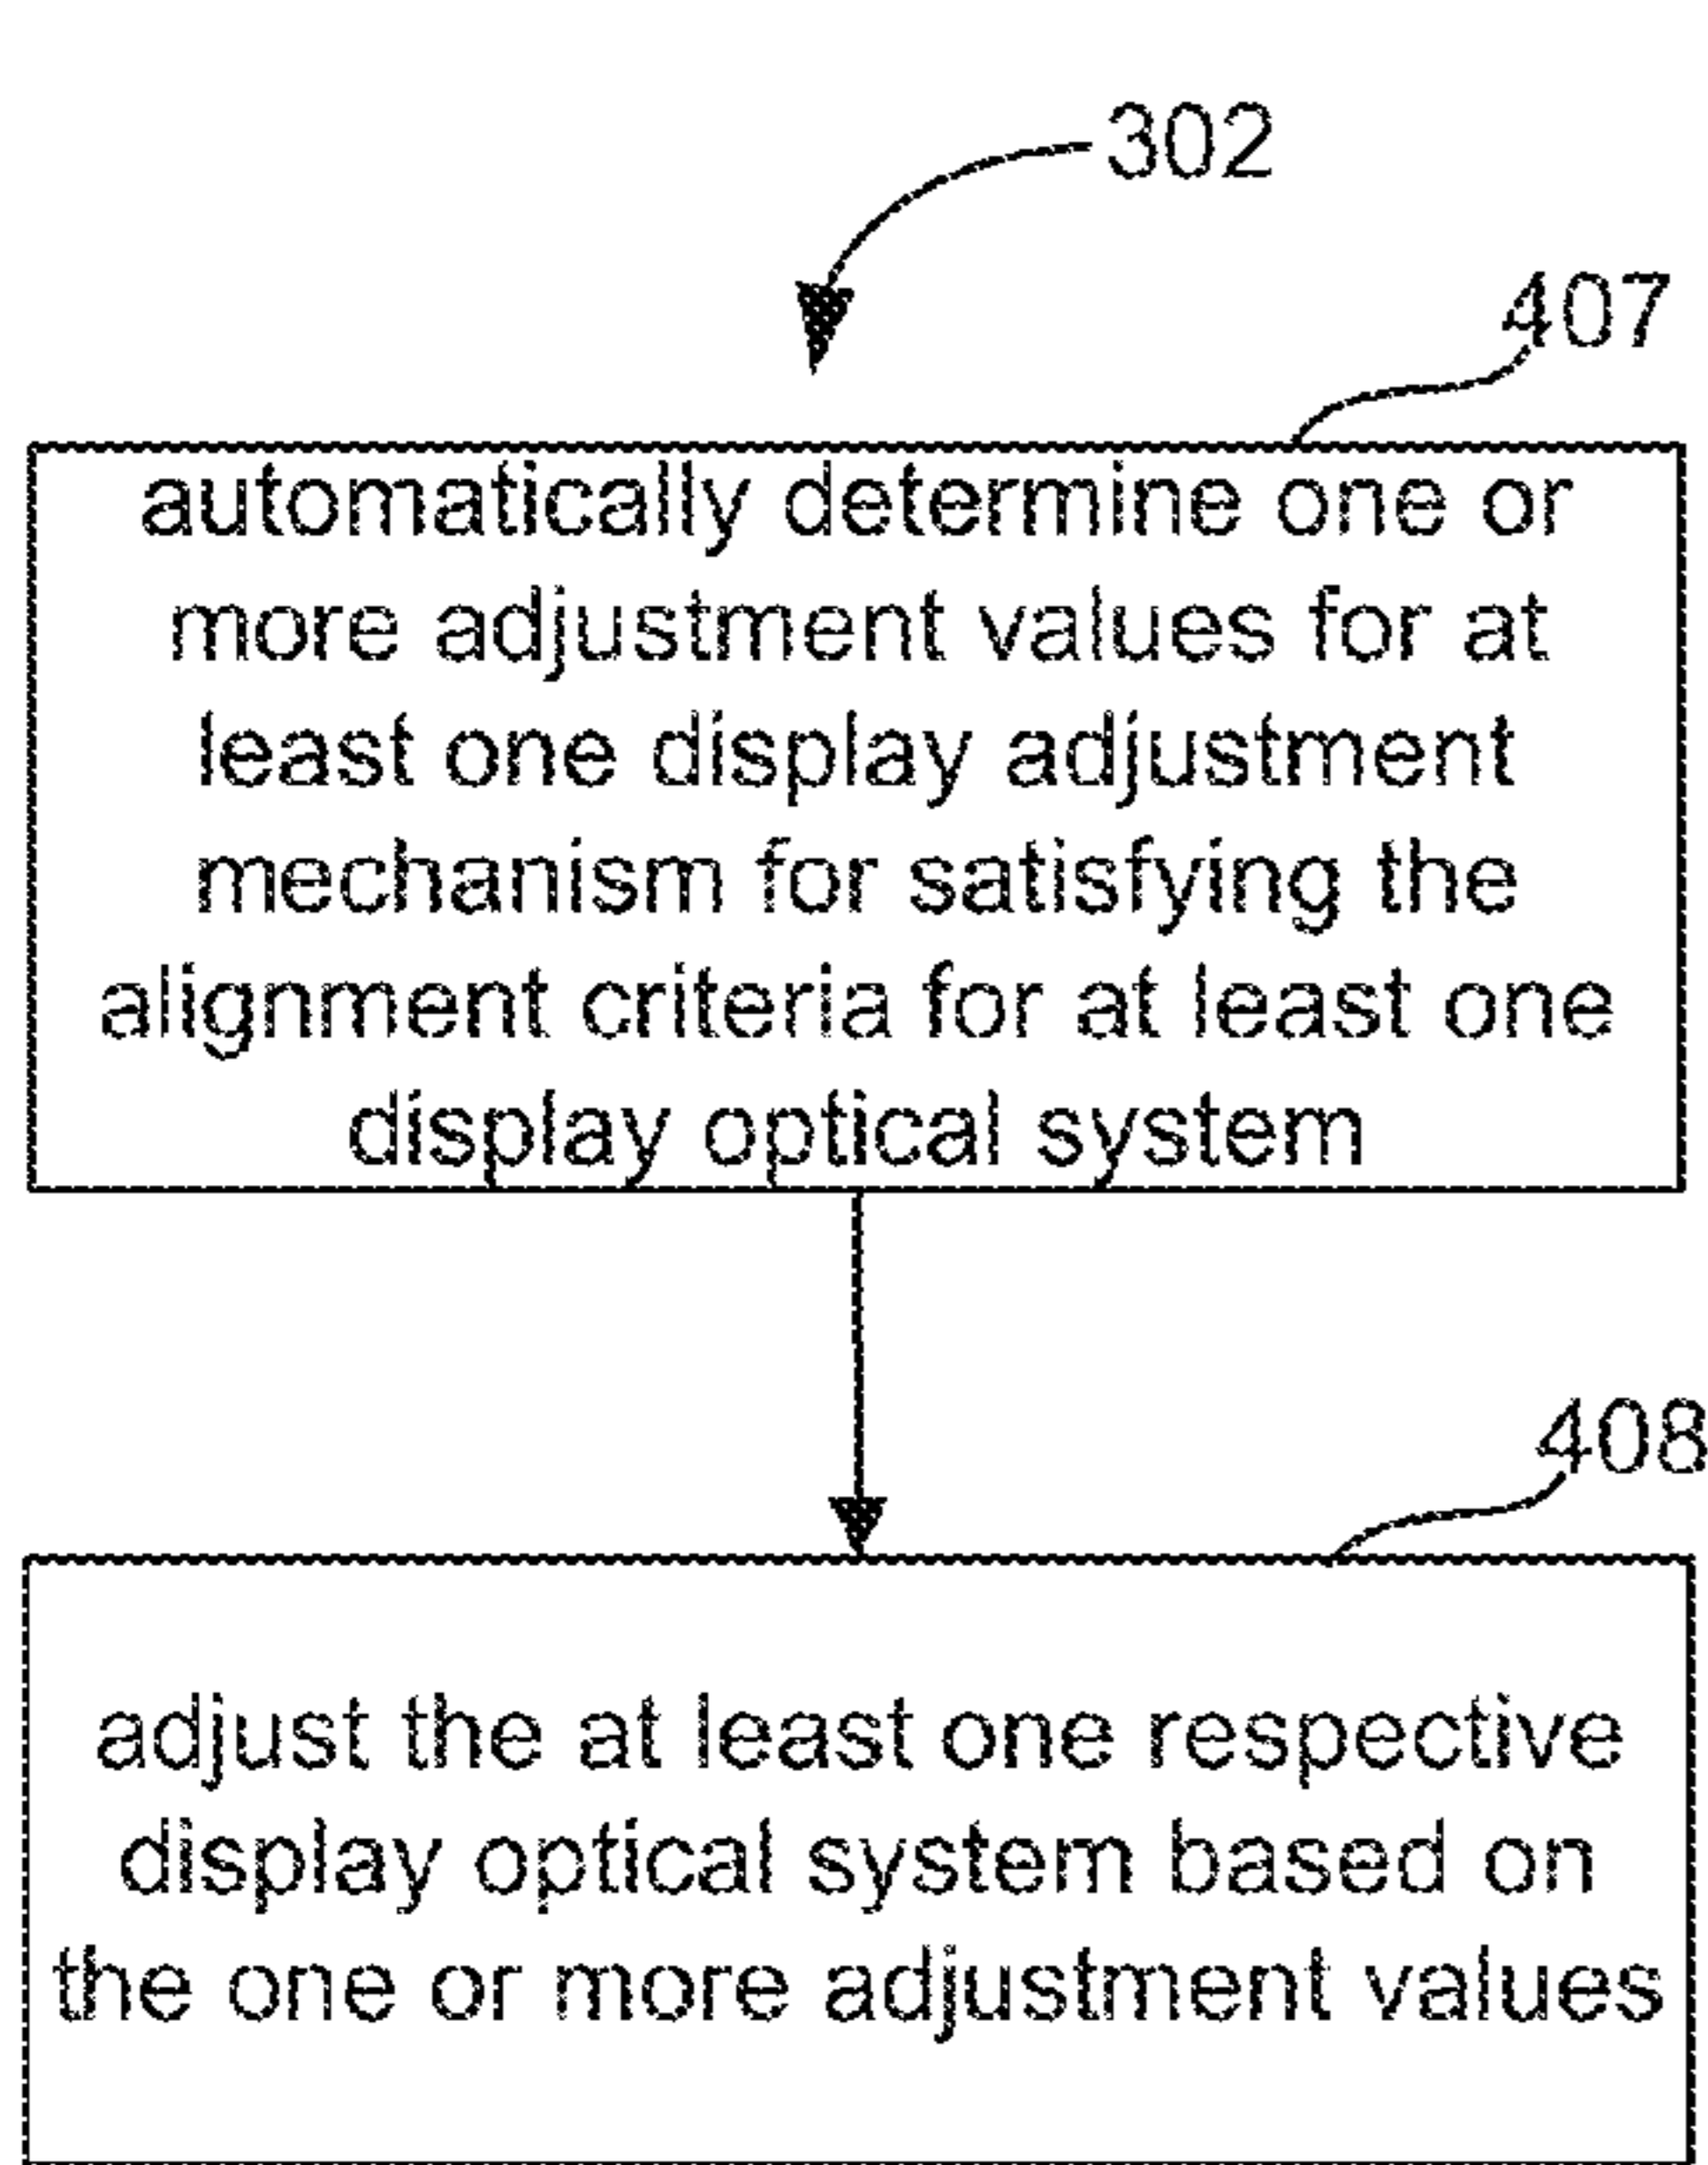 302
407
automatically determine one or
more adjustment values for at
least one display adjustment
mechanism for satisfying the
alignment criteria for at least one
display optical system
408
adjust the at least one respective
display optical system based on
the one or more adjustment values